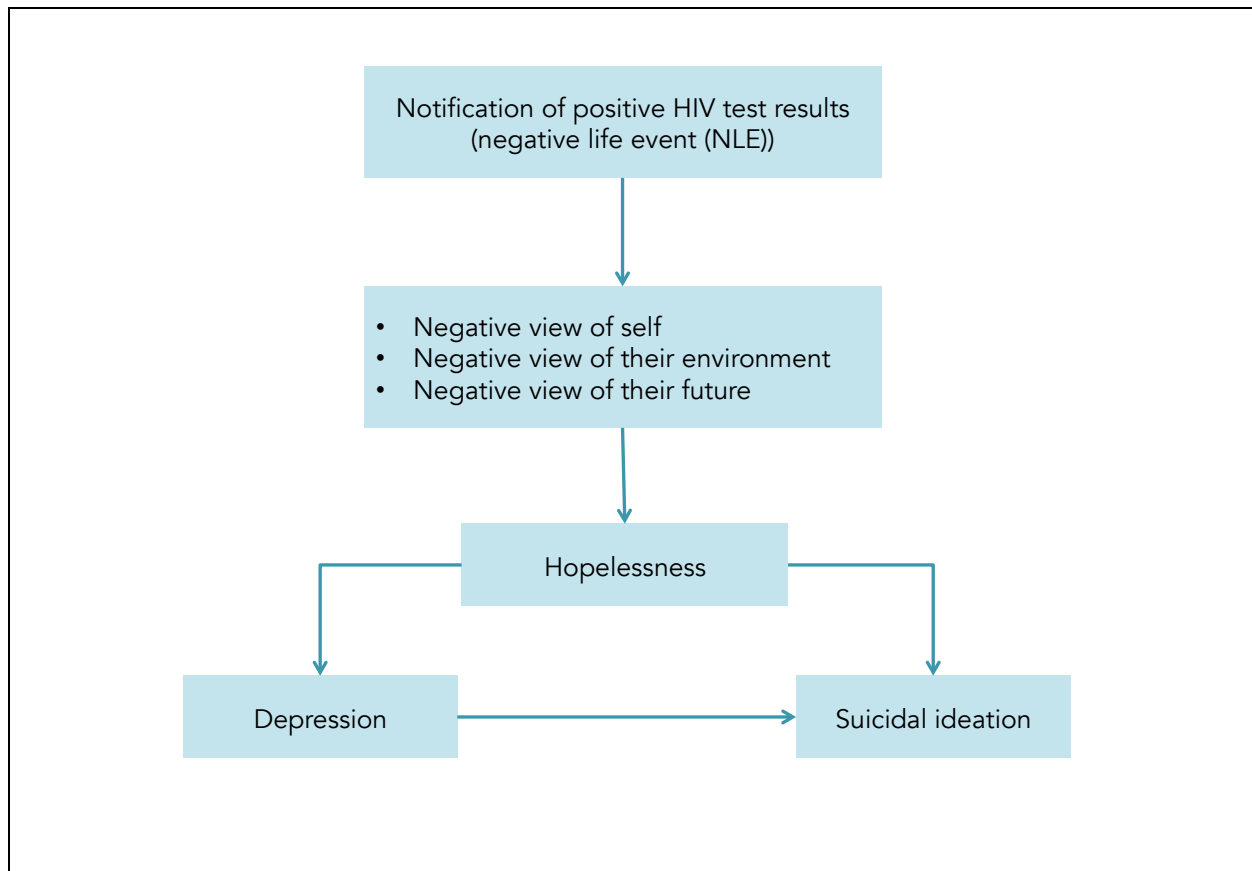 Notification of positive HIV test results
(negative life event (NLE))
• Negative view of self
• Negative view of their environment
• Negative view of their future
Hopelessness
Depression
Suicidal ideation